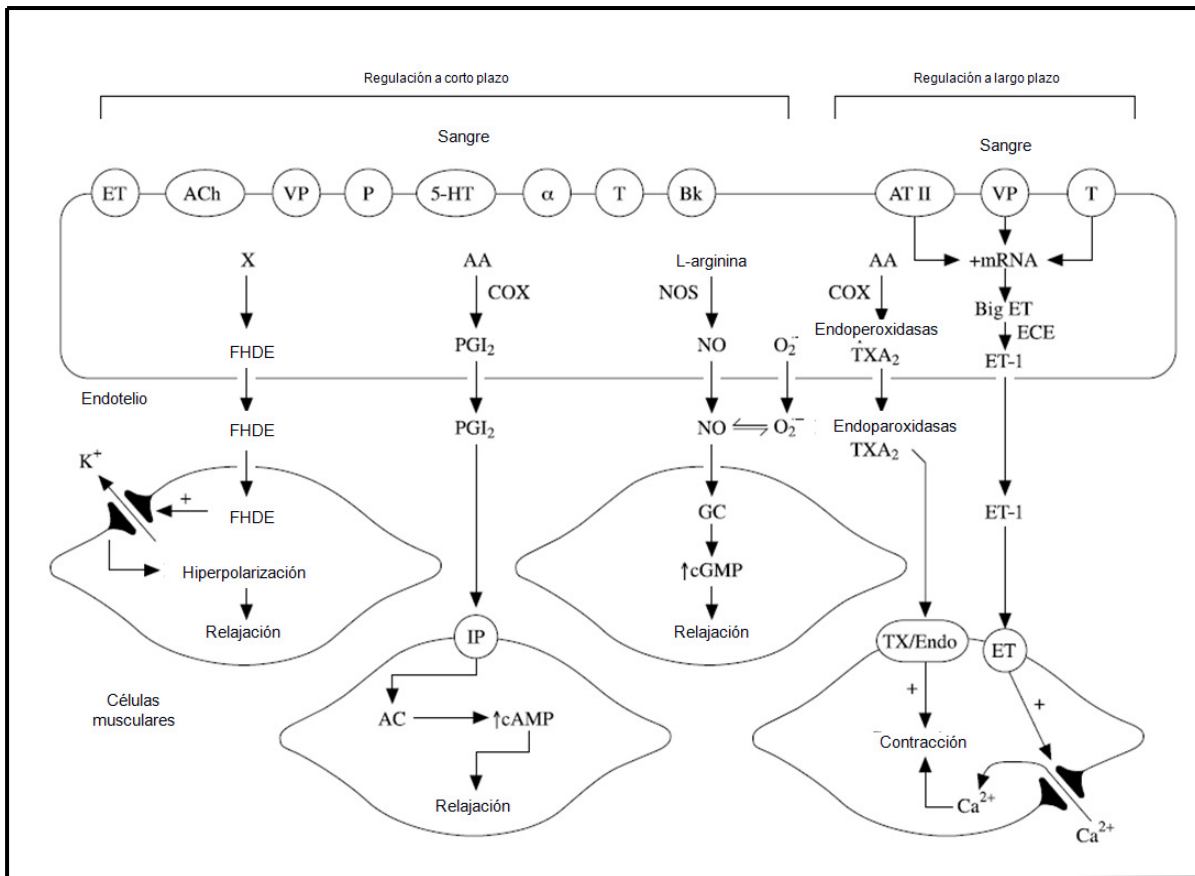 Regulación a corto plazo
Regulación a largo plazo
Sangre
Sangre
ET ACh VP P 5-HT α T Bk AT II VP T
X AA L-arginina AA +mRNA
COX NOS COX
Big ET
Endoperoxidasas ECE
FHDE PGI₂ NO O₂·⁻ TXA₂ ET-1
Endotelio
FHDE PGI₂ NO O₂·⁻ Endoparoxidasas
TXA₂
K⁺
+
FHDE GC ET-1
Hiperpolarización ↑cGMP
Relajación Relajación
IP TX/Endo ET
Células
musculares
+ +
AC ↑cAMP Contracción
Relajación Ca²⁺
Ca²⁺